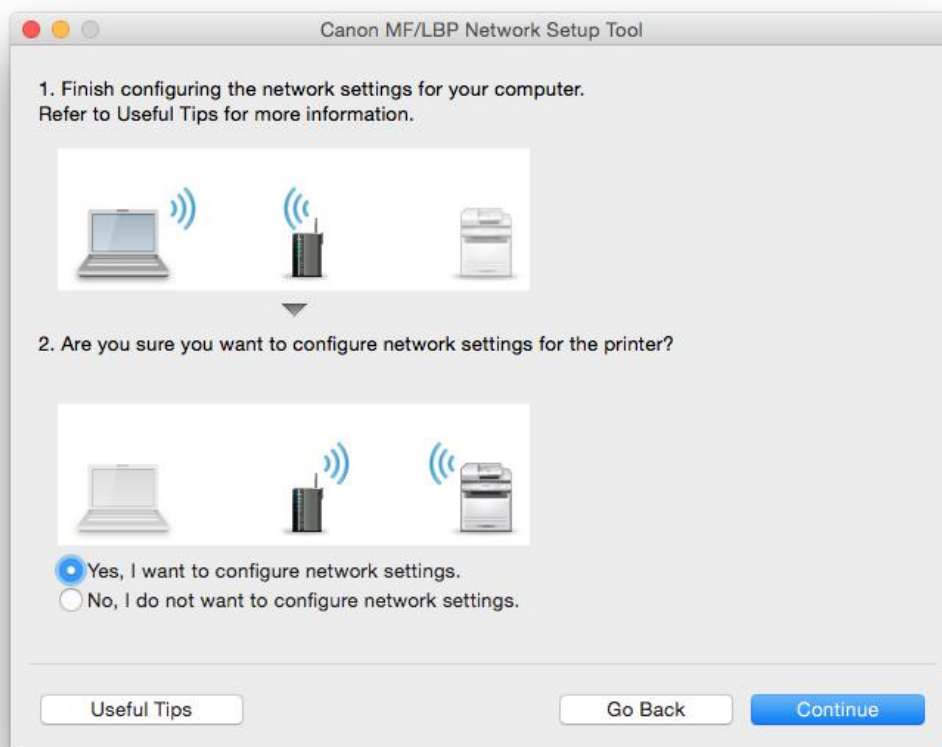 Canon MF/LBP Network Setup Tool
1. Finish configuring the network settings for your computer.
Refer to Useful Tips for more information.
2. Are you sure you want to configure network settings for the printer?
Yes, I want to configure network settings.
No, I do not want to configure network settings.
Useful Tips
Go Back
Continue